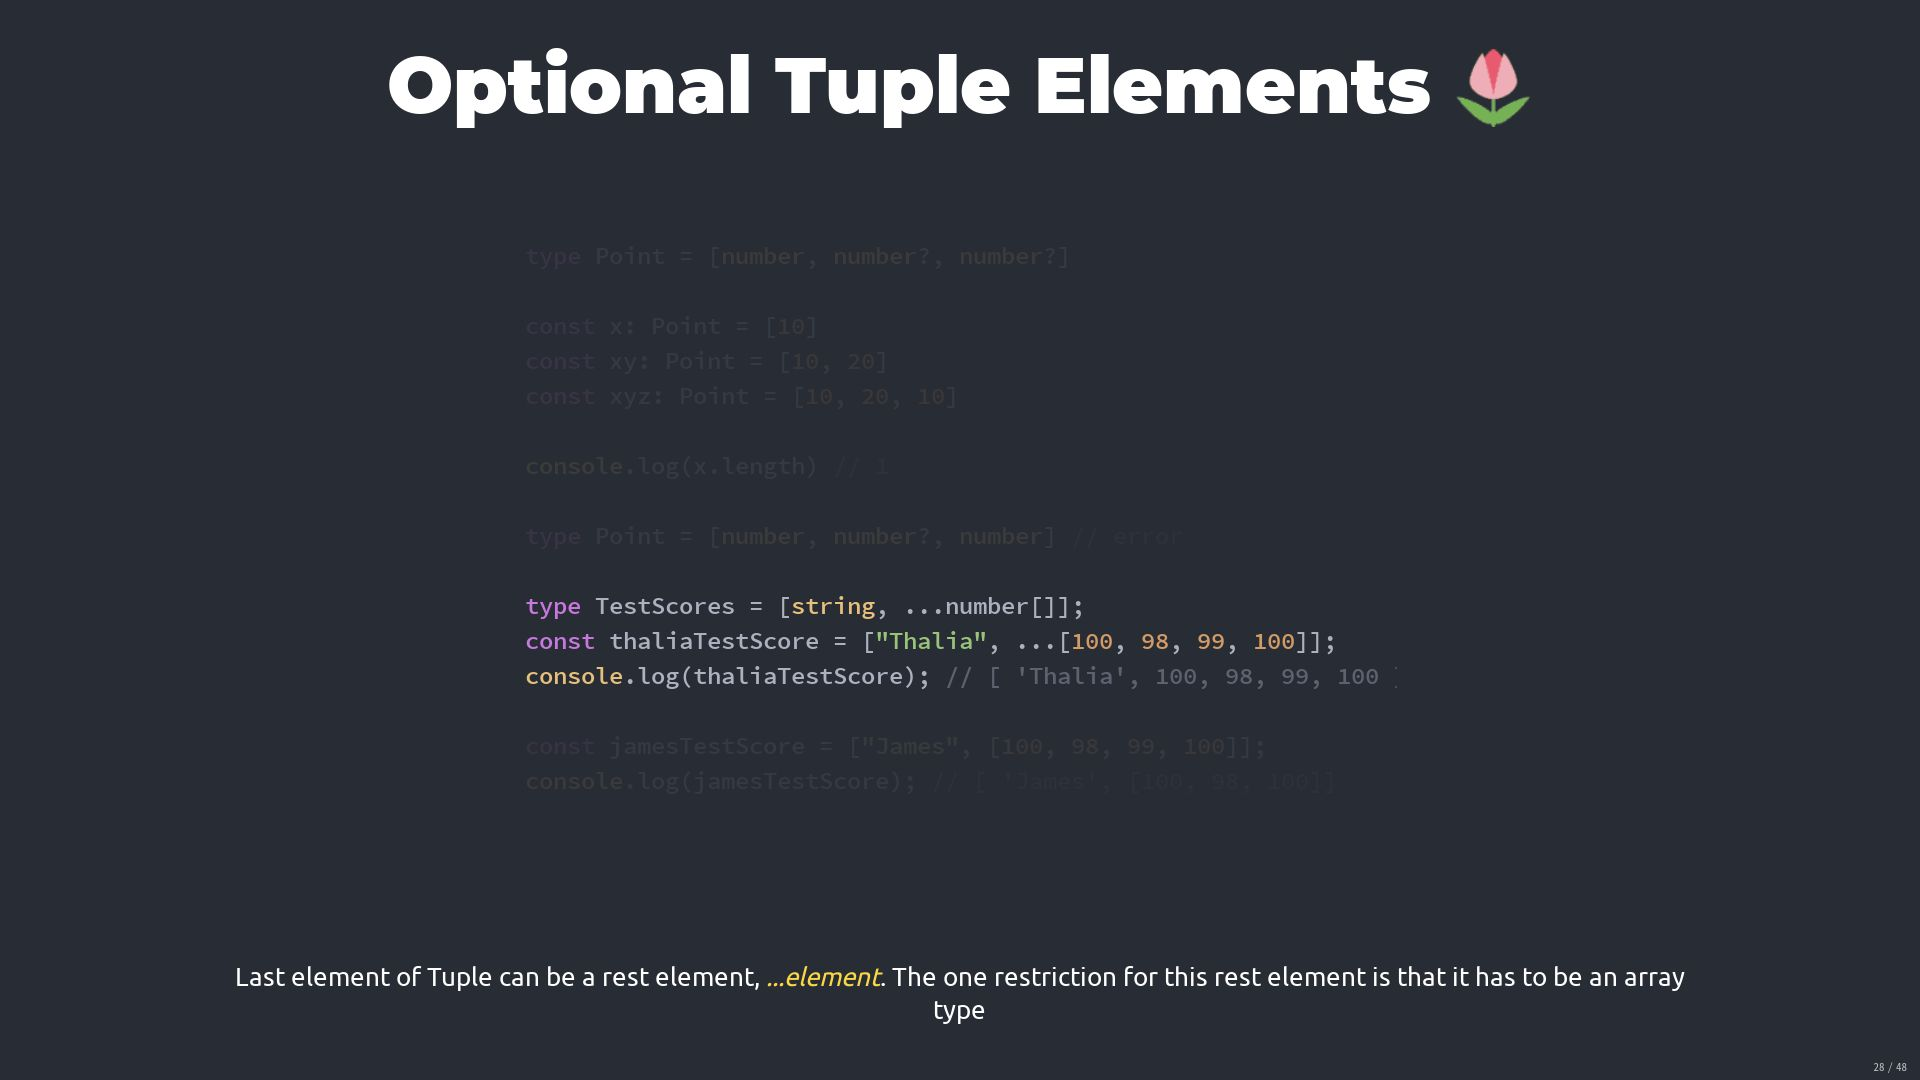 Optional Tuple Elements 🌷
type Point = [number, number?, number?]
const x: Point = [10]
const xy: Point = [10, 20]
const xyz: Point = [10, 20, 10]
console.log(x.length) // 1
type Point = [number, number?, number] // error
type TestScores = [string, ...number[]];
const thaliaTestScore = ["Thalia", ...[100, 98, 99, 100]];
console.log(thaliaTestScore); // [ 'Thalia', 100, 98, 99, 100 ]
const jamesTestScore = ["James", [100, 98, 99, 100]];
console.log(jamesTestScore); // [ 'James', [100, 98, 100]]
Last element of Tuple can be a rest element, ...element. The one restriction for this rest element is that it has to be an array
type
28 / 48